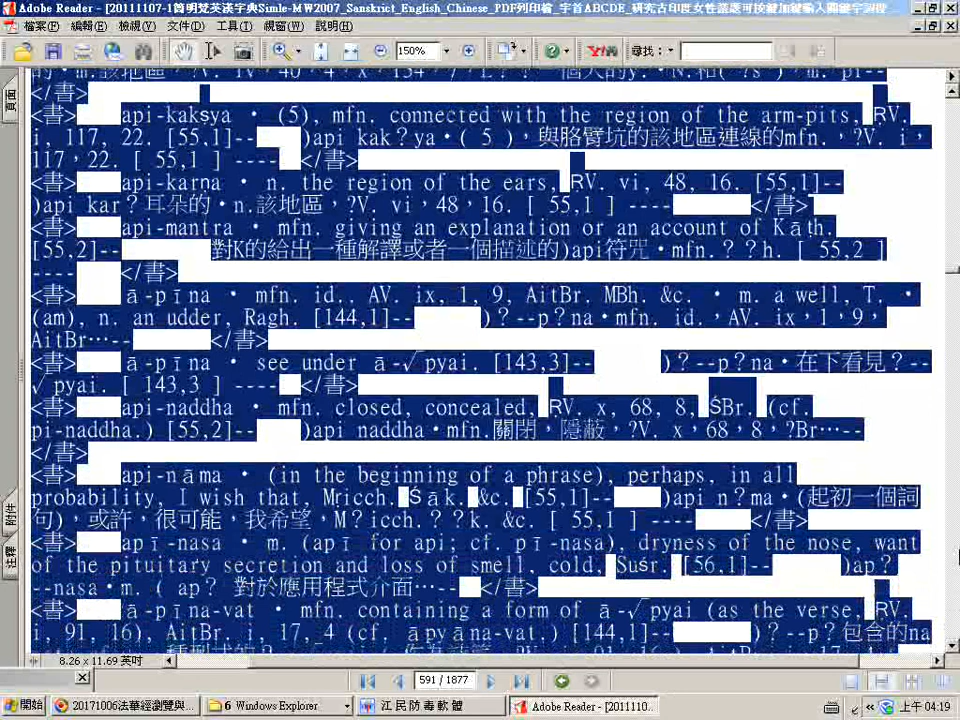 Adobe Reader - [20111107-1簡明梵英漢字典Simle-MW2007_Sanskrict_English_Chinese_PDF列印檔_字首ABCDE_研究古印度女性議題可按
檔案(F) 編輯(E) 檢視(V) 文件(D) 工具(T) 視窗(W) 說明(H)
150% 尋找：
</書>
<書> api-kakṣya • (5), mfn. connected with the region of the arm-pits, RV.
i, 117, 22. [55,1]-- )api kak？ya•( 5 )，與胳臂坑的該地區連線的mfn.，?V. i，
117，22. [ 55,1 ] ---- </書>
<書> api-karṇa • n. the region of the ears, RV. vi, 48, 16. [55,1]--
)api kar？耳朵的•n.該地區，?V. vi，48，16. [ 55,1 ] ---- </書>
<書> api-mantra • mfn. giving an explanation or an account of Kāṭh.
[55,2]-- 對K的給出一種解譯或者一個描述的)api符咒•mfn.？？h. [ 55,2 ]
---- </書>
<書> ā-pīna • mfn. id., AV. ix, 1, 9, AitBr. MBh. &c. • m. a well, T. •
(am), n. an udder, Ragh. [144,1]-- )？--p？na•mfn. id.，AV. ix，1，9，
AitBr…-- </書>
<書> ā-pīna • see under ā-√pyai. [143,3]-- )？--p？na•在下看見？--
√pyai. [ 143,3 ] ---- </書>
<書> api-naddha • mfn. closed, concealed, RV. x, 68, 8, ŚBr. (cf.
pi-naddha.) [55,2]-- )api naddha•mfn.關閉，隱蔽，?V. x，68，8，?Br…--
</書>
<書> api-nāma • (in the beginning of a phrase), perhaps, in all
probability, I wish that, Mricch. Śāk. &c. [55,1]-- )api n？ma•(起初一個詞
句)，或許，很可能，我希望，M？icch.？？k. &c. [ 55,1 ] ---- </書>
<書> apī-nasa • m. (apī for api; cf. pī-nasa), dryness of the nose, want
of the pituitary secretion and loss of smell, cold, Suśr. [56,1]-- )ap？
--nasa•m. ( ap？ 對於應用程式介面…-- </書>
<書> ā-pīna-vat • mfn. containing a form of ā-√pyai (as the verse, RV.
i, 91, 16), AitBr. i, 17, 4 (cf. āpyāna-vat.) [144,1]-- )？--p？包含的na
頁面
附件
注釋
8.26 x 11.69 英吋
591 / 1877
開始 20171006法華經瀏覽與... 6 Windows Explorer 江民防毒軟體 Adobe Reader - [2011110... 上午 04:19